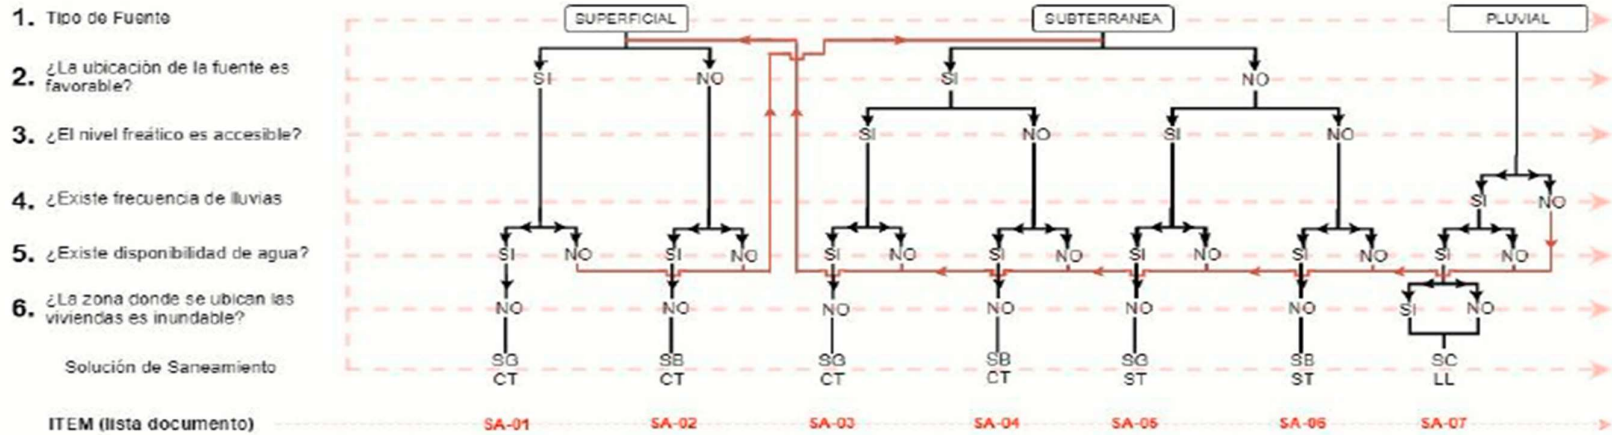 1. Tipo de Fuente SUPERFICIAL SUBTERRANEA PLUVIAL
2. ¿La ubicación de la fuente es favorable? SI NO SI NO
3. ¿El nivel freático es accesible? SI NO SI NO
4. ¿Existe frecuencia de lluvias SI NO
5. ¿Existe disponibilidad de agua? SI NO SI NO SI NO SI NO SI NO SI NO SI NO
6. ¿La zona donde se ubican las viviendas es inundable? NO NO NO NO NO NO SI NO
Solución de Saneamiento SG SB SG SB SG SB SC
CT CT CT CT ST ST LL
ITEM (lista documento) SA-01 SA-02 SA-03 SA-04 SA-05 SA-06 SA-07